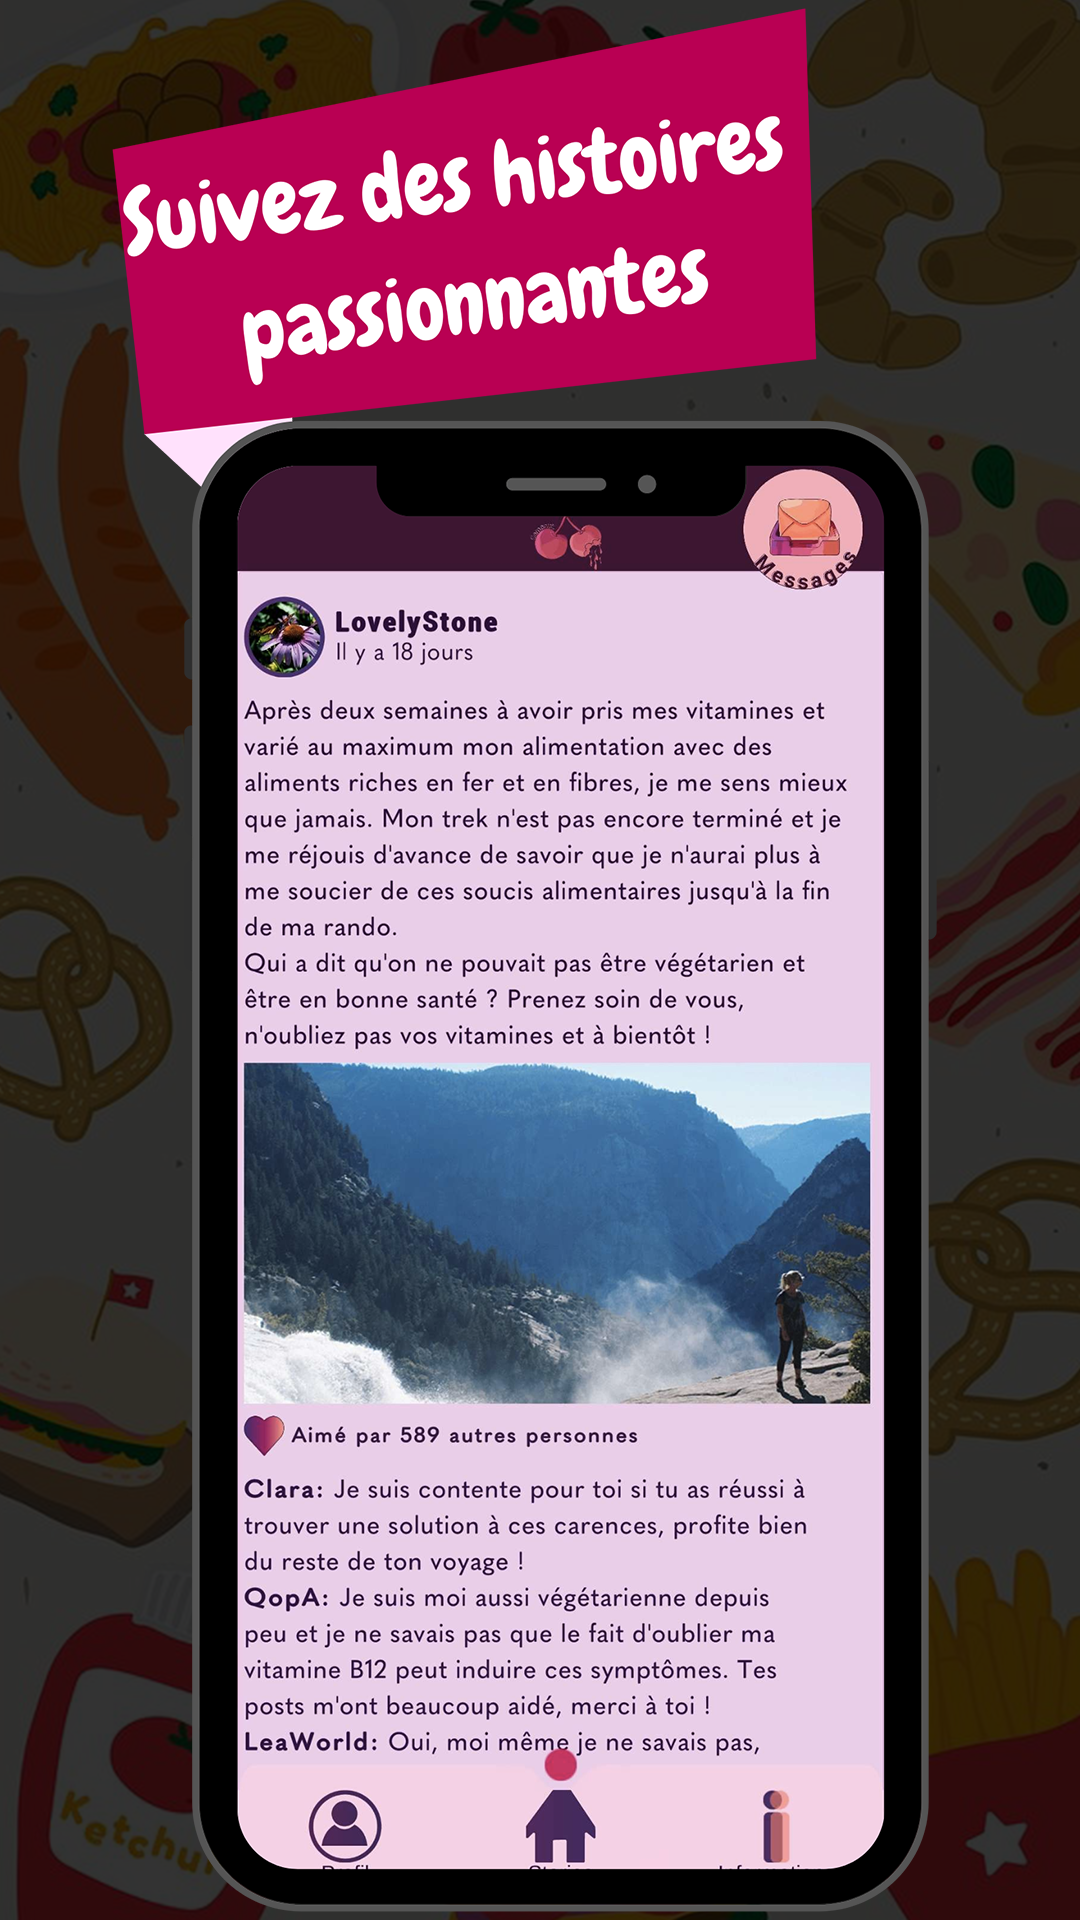 Suivez des histoires
passionnantes
Messages
LovelyStone
Il y a 18 jours
Après deux semaines à avoir pris mes vitamines et
varié au maximum mon alimentation avec des
aliments riches en fer et en fibres, je me sens mieux
que jamais. Mon trek n'est pas encore terminé et je
me réjouis d'avance de savoir que je n'aurai plus à
me soucier de ces soucis alimentaires jusqu'à la fin
de ma rando.
Qui a dit qu'on ne pouvait pas être végétarien et
être en bonne santé ? Prenez soin de vous,
n'oubliez pas vos vitamines et à bientôt !
Aimé par 589 autres personnes
Clara: Je suis contente pour toi si tu as réussi à
trouver une solution à ces carences, profite bien
du reste de ton voyage !
QopA: Je suis moi aussi végétarienne depuis
peu et je ne savais pas que le fait d'oublier ma
vitamine B12 peut induire ces symptômes. Tes
posts m'ont beaucoup aidé, merci à toi !
LeaWorld: Oui, moi même je ne savais pas,